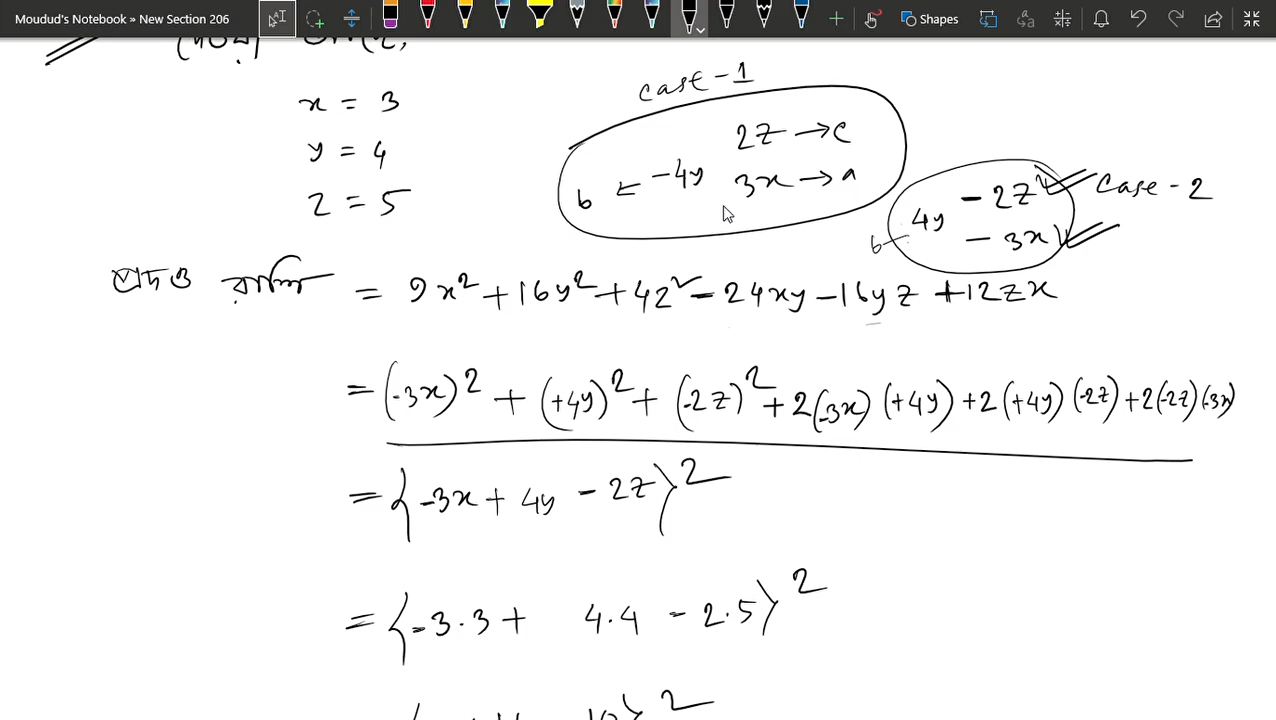 Moudud's Notebook » New Section 206
Shapes
x = 3
y = 4
z = 5
case - 1
2z → c
b ← -4y 3x → a
4y - 2z Case - 2
b - 3x
প্রদত্ত রাশি = 9x² + 16y² + 4z² - 24xy - 16yz + 12zx
= (-3x)² + (+4y)² + (-2z)² + 2(-3x)(+4y) + 2(+4y)(-2z) + 2(-2z)(-3x)
= {-3x + 4y - 2z}²
= {-3.3 + 4.4 - 2.5}²